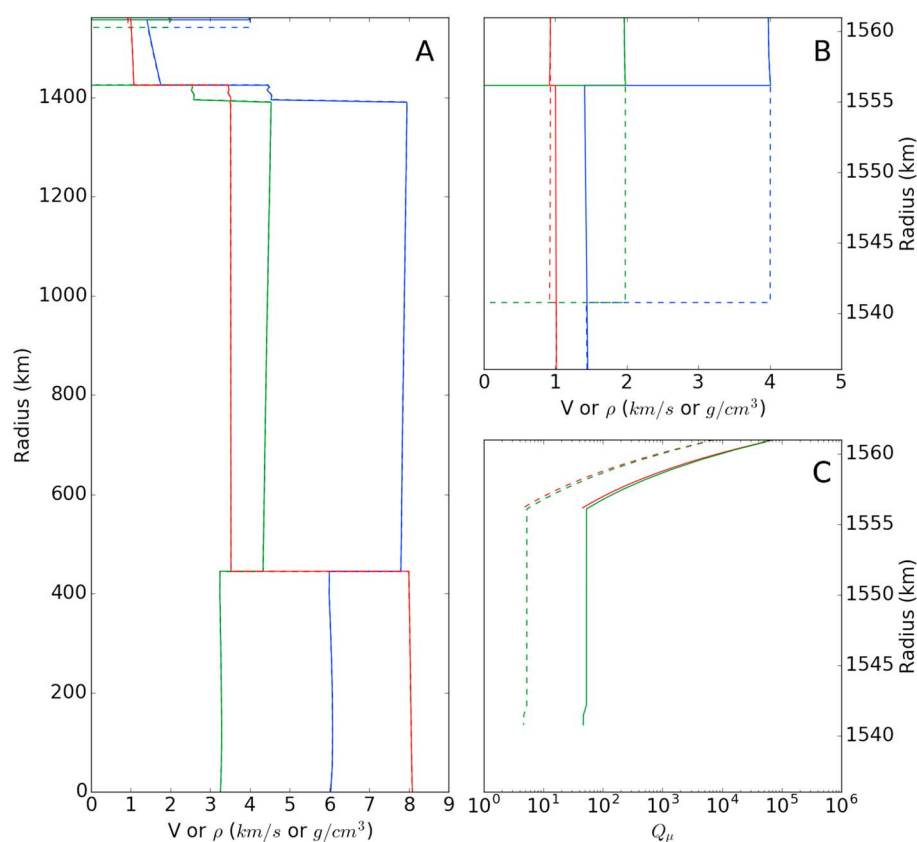 A
1400
1200
1000
800
600
400
200
0
Radius (km)
0 1 2 3 4 5 6 7 8 9
V or ρ (km/s or g/cm³)
B
1560
1555
1550
1545
1540
Radius (km)
0 1 2 3 4 5
V or ρ (km/s or g/cm³)
C
1560
1555
1550
1545
1540
Radius (km)
10⁰ 10¹ 10² 10³ 10⁴ 10⁵ 10⁶
Qμ